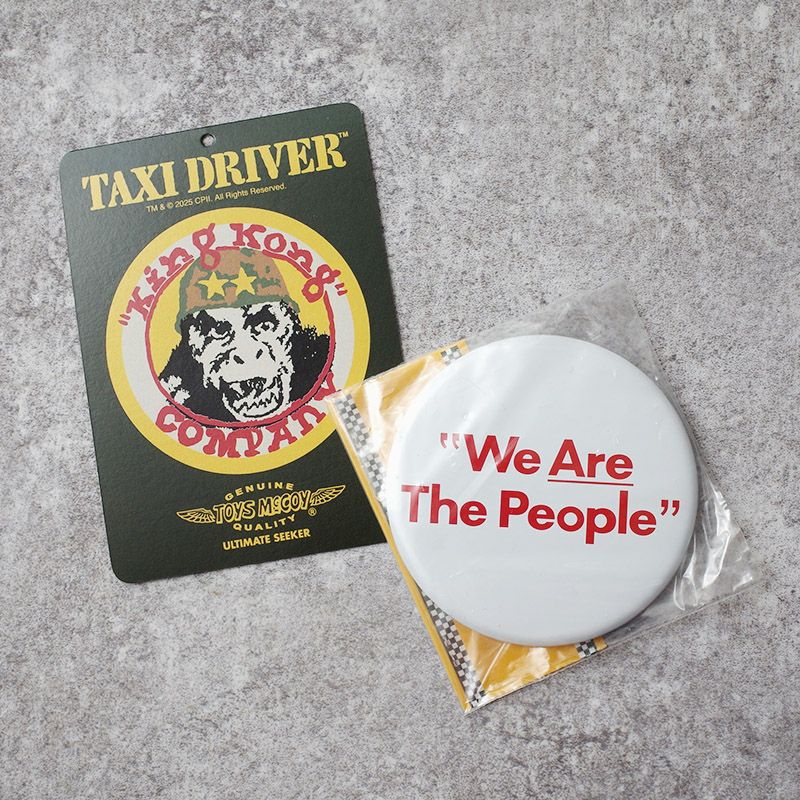 TAXI DRIVER™
TM & © 2025 CPII. All Rights Reserved.
"King Kong"
COMPANY
GENUINE
TOYS McCOY®
QUALITY
ULTIMATE SEEKER
"We Are
The People"